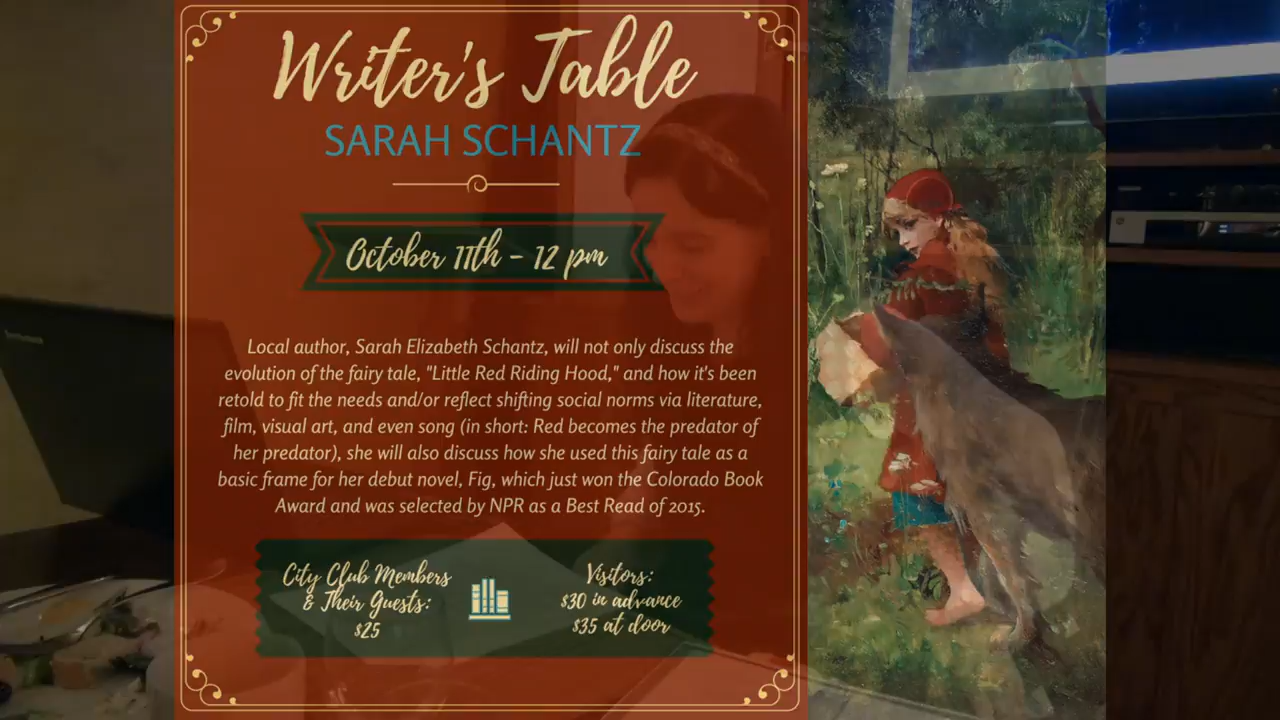 Writer's Table
SARAH SCHANTZ
October 11th - 12 pm
Local author, Sarah Elizabeth Schantz, will not only discuss the
evolution of the fairy tale, "Little Red Riding Hood," and how it's been
retold to fit the needs and/or reflect shifting social norms via literature,
film, visual art, and even song (in short: Red becomes the predator of
her predator), she will also discuss how she used this fairy tale as a
basic frame for her debut novel, Fig, which just won the Colorado Book
Award and was selected by NPR as a Best Read of 2015.
City Club Members
& Their Guests:
$25
Visitors:
$30 in advance
$35 at door